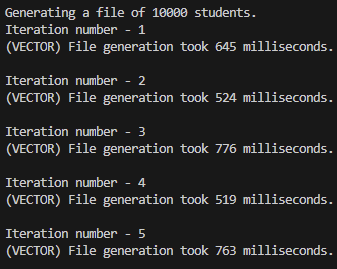 Generating a file of 10000 students.
Iteration number - 1
(VECTOR) File generation took 645 milliseconds.
Iteration number - 2
(VECTOR) File generation took 524 milliseconds.
Iteration number - 3
(VECTOR) File generation took 776 milliseconds.
Iteration number - 4
(VECTOR) File generation took 519 milliseconds.
Iteration number - 5
(VECTOR) File generation took 763 milliseconds.